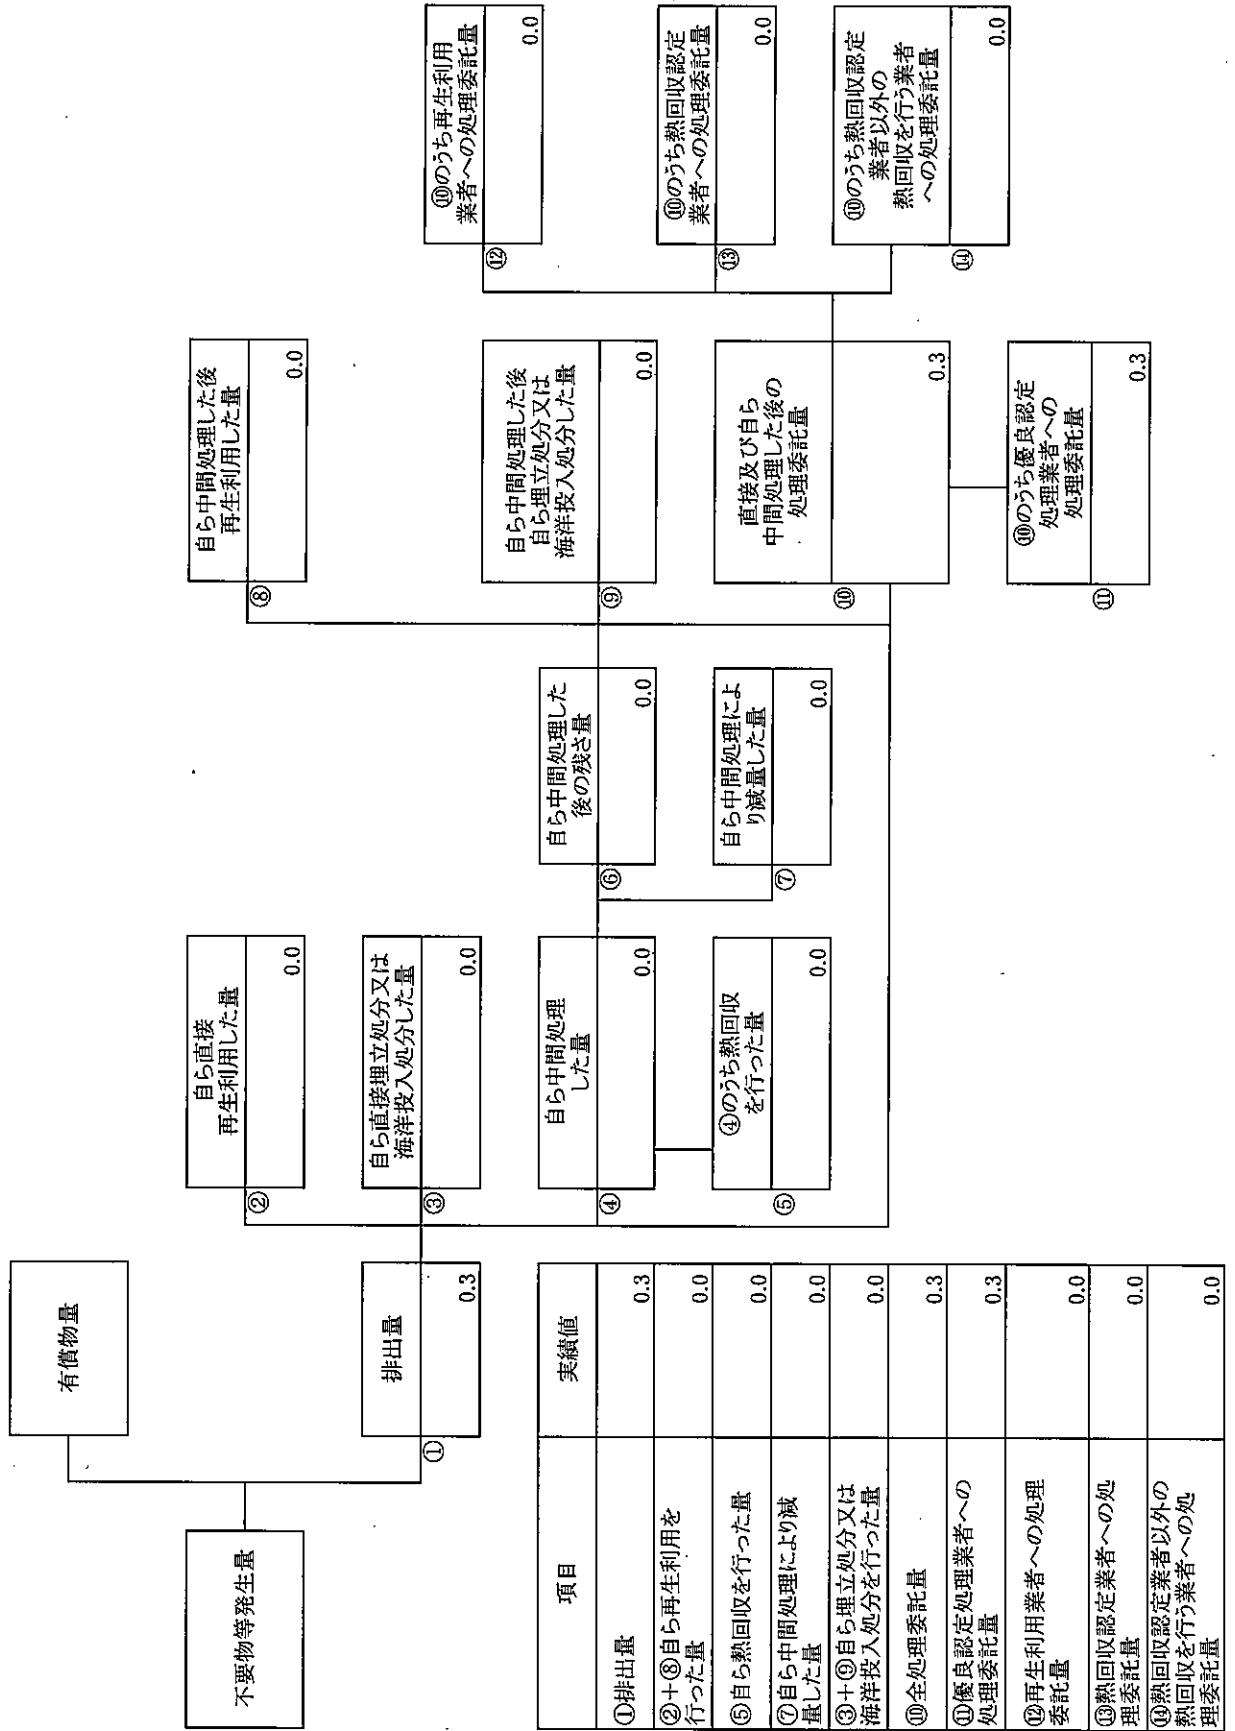 不要物等発生量
有償物量
排出量
①
0.3
自ら直接
再生利用した量
②
0.0
自ら直接埋立処分又は
海洋投入処分した量
③
0.0
自ら中間処理
した量
④
0.0
④のうち熱回収
を行った量
⑤
0.0
自ら中間処理した
後の残さ量
⑥
0.0
自ら中間処理によ
り減量した量
⑦
0.0
自ら中間処理した後
再生利用した量
⑧
0.0
自ら中間処理した後
自ら埋立処分又は
海洋投入処分した量
⑨
0.0
直接及び自ら
中間処理した後の
処理委託量
⑩
0.3
⑩のうち優良認定
処理業者への
処理委託量
⑪
0.3
⑩のうち再生利用
業者への処理委託量
⑫
0.0
⑩のうち熱回収認定
業者への処理委託量
⑬
0.0
⑩のうち熱回収認定
業者以外の
熱回収を行う業者
への処理委託量
⑭
0.0
項目 実績値
①排出量 0.3
②+⑧自ら再生利用を
行った量 0.0
⑤自ら熱回収を行った量 0.0
⑦自ら中間処理により減
量した量 0.0
③+⑨自ら埋立処分又は
海洋投入処分を行った量 0.0
⑩全処理委託量 0.3
⑪優良認定処理業者への
処理委託量 0.3
⑫再生利用業者への処理
委託量 0.0
⑬熱回収認定業者への処
理委託量 0.0
⑭熱回収認定業者以外の
熱回収を行う業者への処
理委託量 0.0